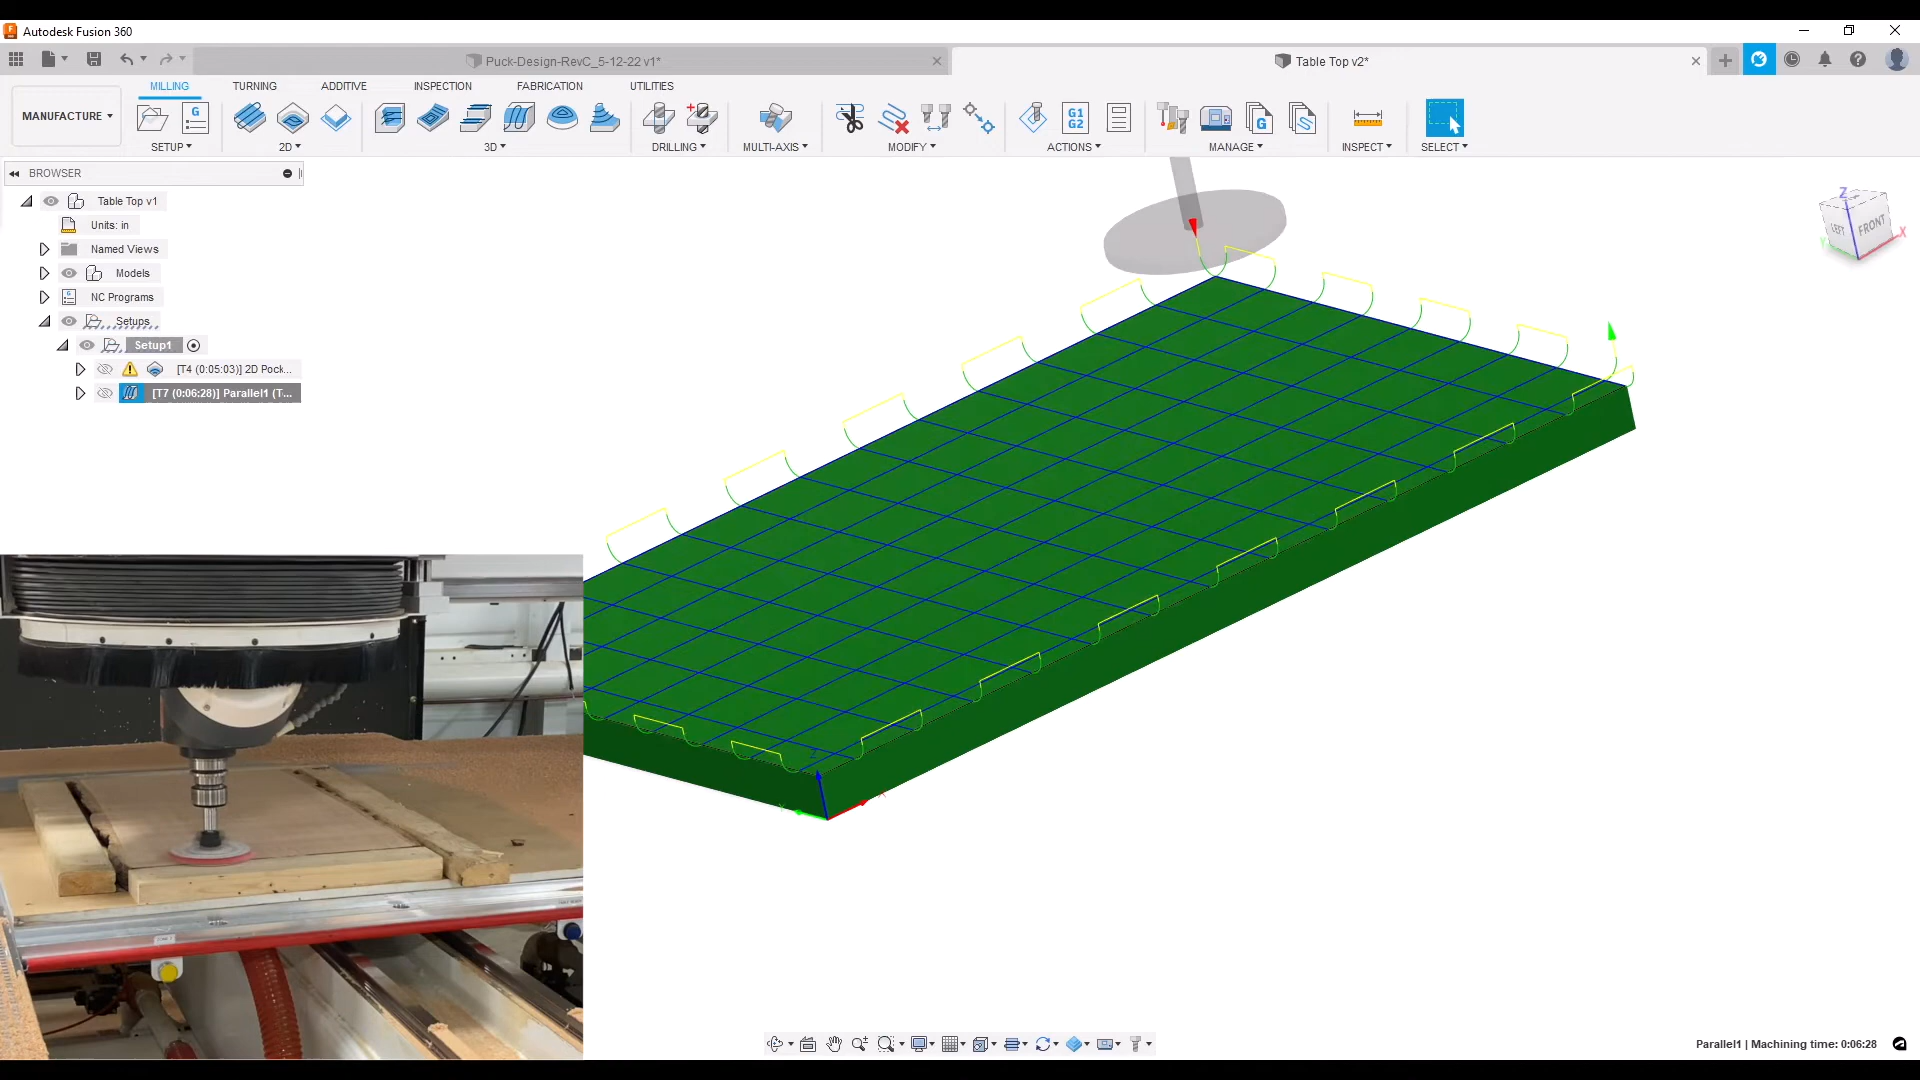 Autodesk Fusion 360
Puck-Design-RevC_5-12-22 v1*
Table Top v2*
MANUFACTURE
MILLING TURNING ADDITIVE INSPECTION FABRICATION UTILITIES
G1
G2
SETUP 2D 3D DRILLING MULTI-AXIS MODIFY ACTIONS MANAGE INSPECT SELECT
BROWSER
Table Top v1
Units: in
Named Views
Models
NC Programs
Setups
Setup1
[T4 (0:05:03)] 2D Pock...
[T7 (0:06:28)] Parallel1 (T...
Z
LEFT FRONT
X
Y
Z
X
Parallel1 | Machining time: 0:06:28